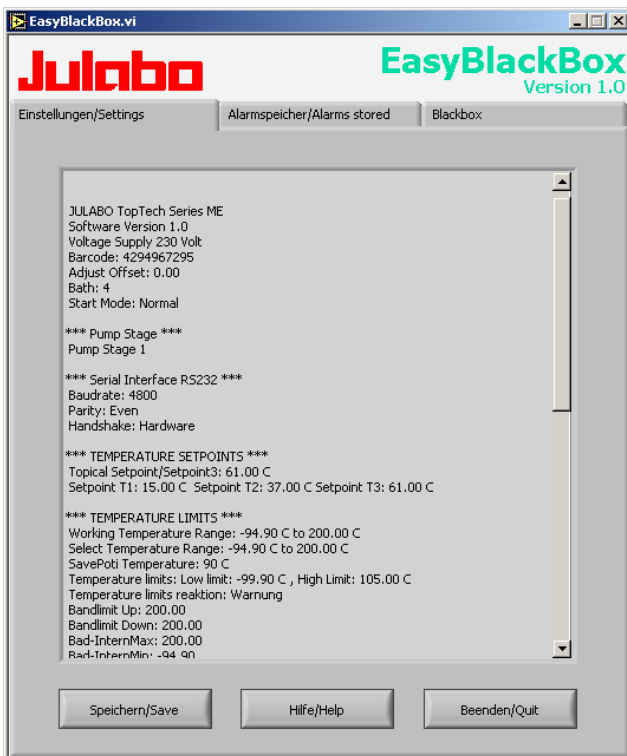 EasyBlackBox.vi
Julabo
EasyBlackBox
Version 1.0
Einstellungen/Settings
Alarmspeicher/Alarms stored
Blackbox
JULABO TopTech Series ME
Software Version 1.0
Voltage Supply 230 Volt
Barcode: 4294967295
Adjust Offset: 0.00
Bath: 4
Start Mode: Normal
*** Pump Stage ***
Pump Stage 1
*** Serial Interface RS232 ***
Baudrate: 4800
Parity: Even
Handshake: Hardware
*** TEMPERATURE SETPOINTS ***
Topical Setpoint/Setpoint3: 61.00 C
Setpoint T1: 15.00 C Setpoint T2: 37.00 C Setpoint T3: 61.00 C
*** TEMPERATURE LIMITS ***
Working Temperature Range: -94.90 C to 200.00 C
Select Temperature Range: -94.90 C to 200.00 C
SavePoti Temperature: 90 C
Temperature limits: Low limit: -99.90 C , High Limit: 105.00 C
Temperature limits reaktion: Warnung
Bandlimit Up: 200.00
Bandlimit Down: 200.00
Bad-InternMax: 200.00
Bad-InternMin: -94.90
Speichern/Save
Hilfe/Help
Beenden/Quit